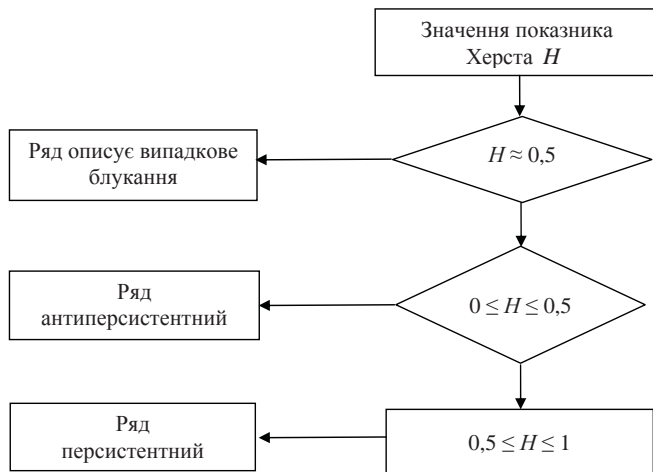 Значення показника
Херста H
Ряд описує випадкове
блукання
H ≈ 0,5
Ряд
антиперсистентний
0 ≤ H ≤ 0,5
Ряд
персистентний
0,5 ≤ H ≤ 1